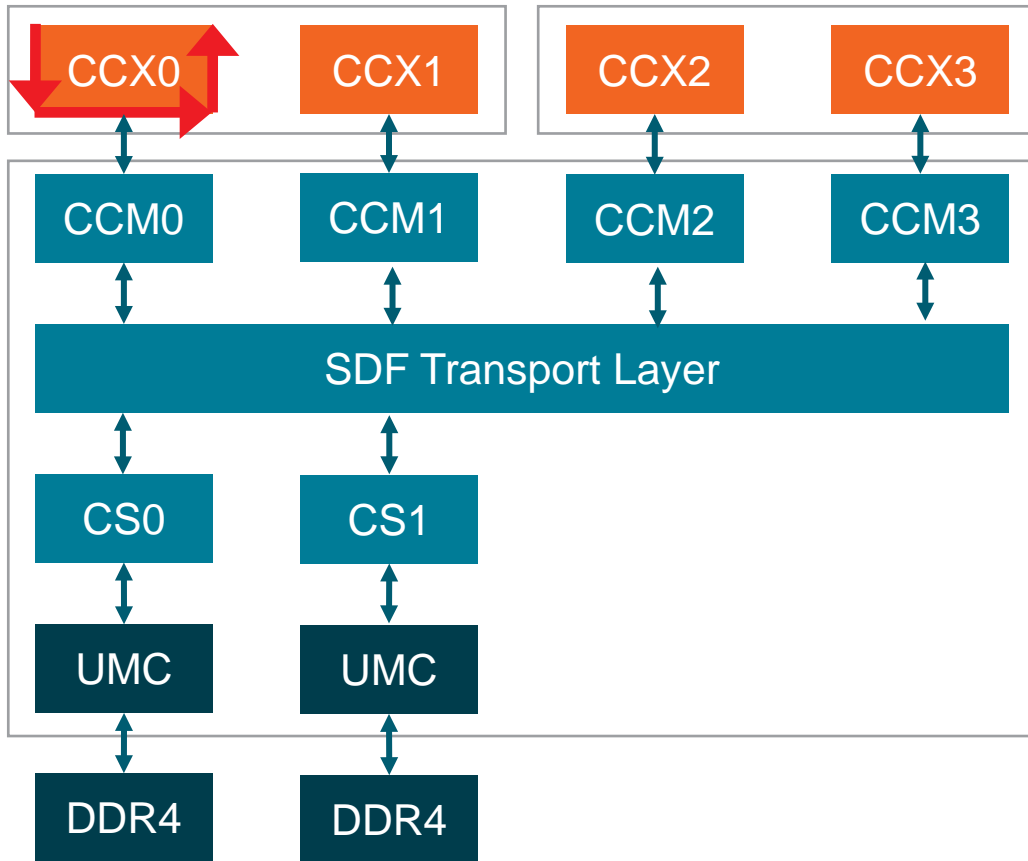 CCX0
CCX1
CCX2
CCX3
CCM0
CCM1
CCM2
CCM3
SDF Transport Layer
CS0
CS1
UMC
UMC
DDR4
DDR4